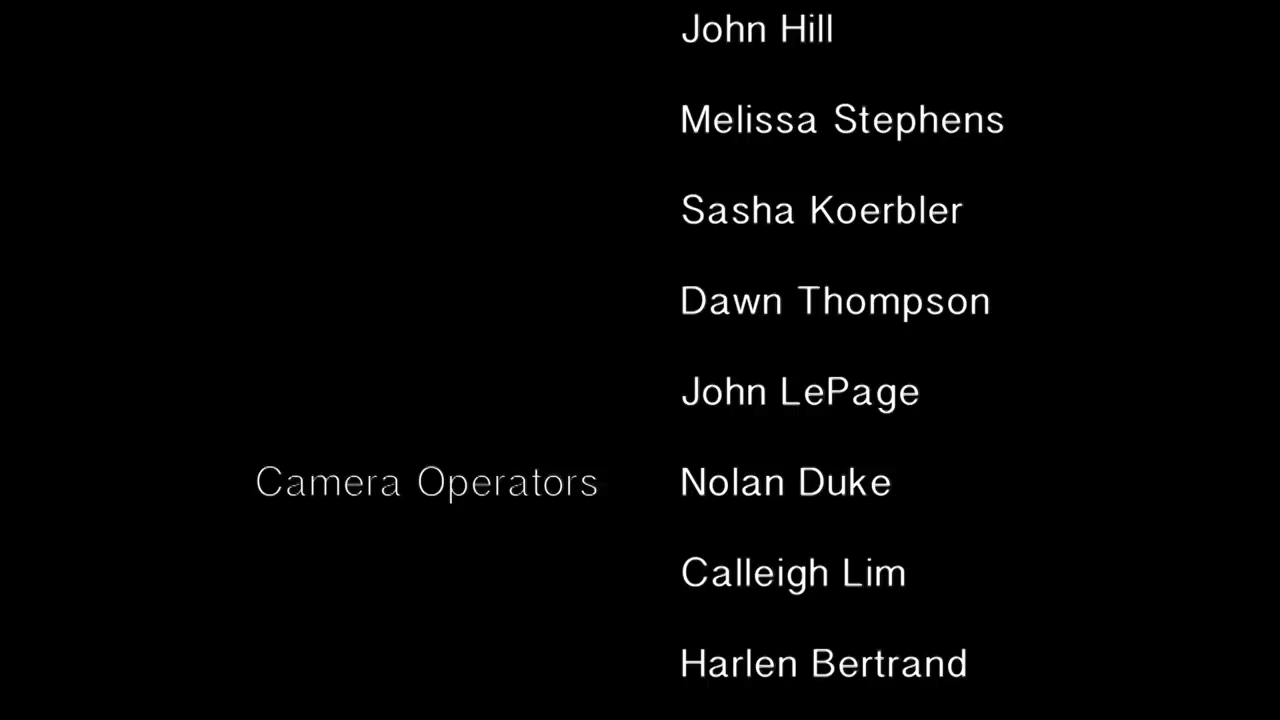 John Hill
Melissa Stephens
Sasha Koerbler
Dawn Thompson
John LePage
Camera Operators Nolan Duke
Calleigh Lim
Harlen Bertrand